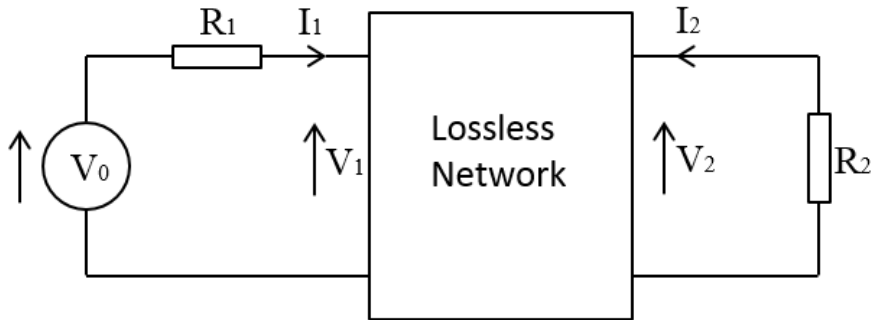 R₁
I₁
I₂
V₀
V₁
Lossless
Network
V₂
R₂